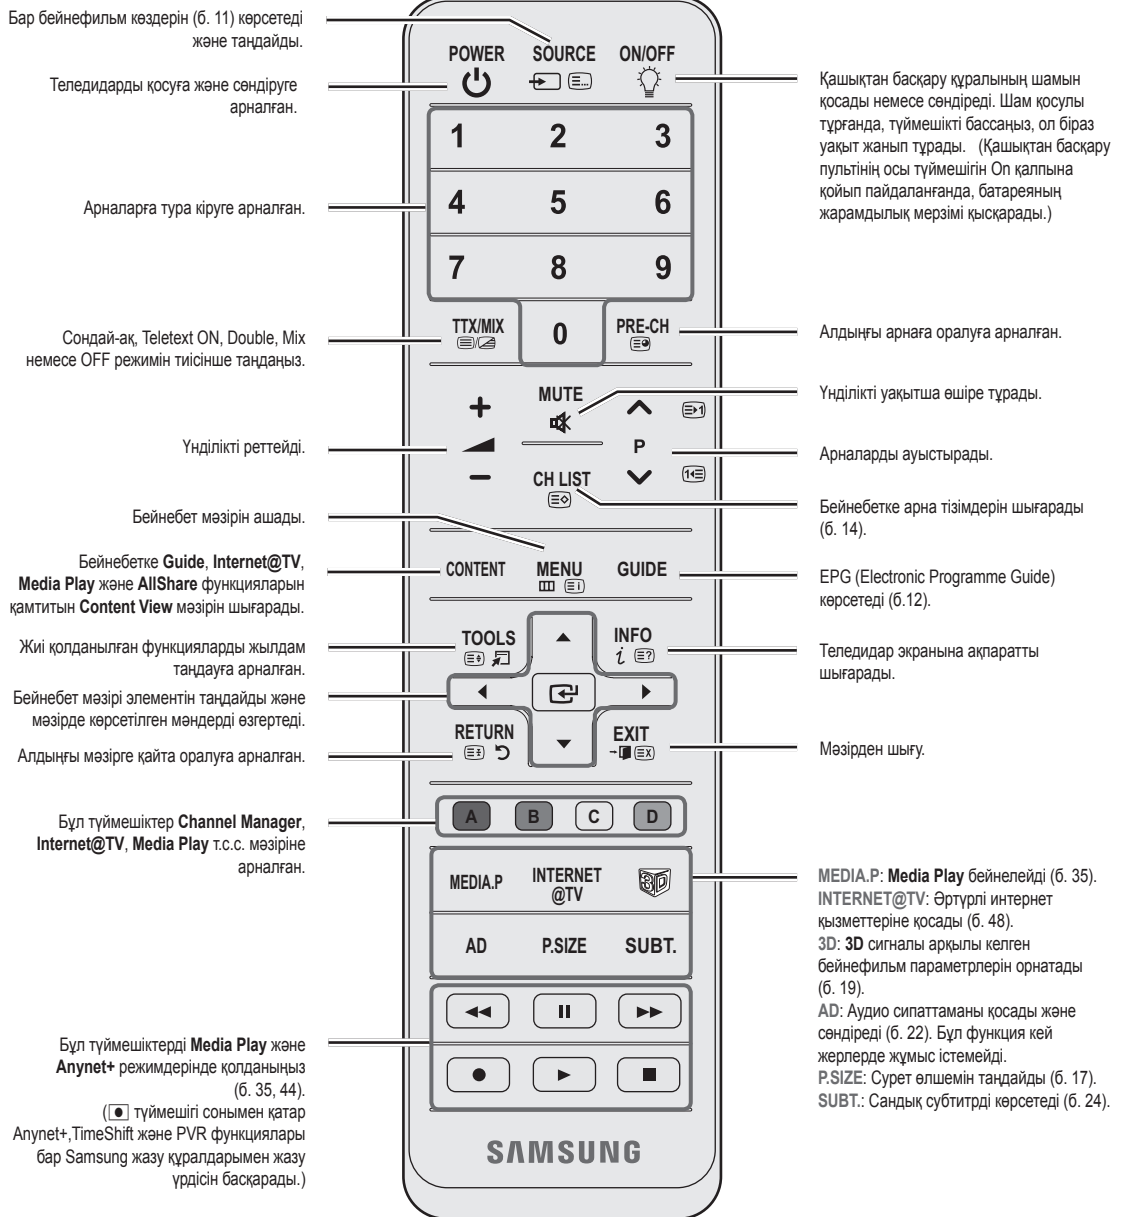 Бар бейнефильм көздерін (б. 11) көрсетеді
және таңдайды.
Теледидарды қосуға және сөндіруге
арналған.
Арналарға тура кіруге арналған.
Сондай-ақ, Teletext ON, Double, Mix
немесе OFF режимін тиісінше таңдаңыз.
Үнділікті реттейді.
Бейнебет мәзірін ашады.
Бейнебетке Guide, Internet@TV,
Media Play және AllShare функцияларын
қамтитын Content View мәзірін шығарады.
Жиі қолданылған функцияларды жылдам
таңдауға арналған.
Бейнебет мәзірі элементін таңдайды және
мәзірде көрсетілген мәндерді өзгертеді.
Алдыңғы мәзірге қайта оралуға арналған.
Бұл түймешіктер Channel Manager,
Internet@TV, Media Play т.с.с. мәзіріне
арналған.
Бұл түймешіктерді Media Play және
Anynet+ режимдерінде қолданыңыз
(б. 35, 44).
( түймешігі сонымен қатар
Anynet+,TimeShift және PVR функциялары
бар Samsung жазу құралдарымен жазу
үрдісін басқарады.)
POWER SOURCE ON/OFF
1 2 3
4 5 6
7 8 9
TTX/MIX 0 PRE-CH
MUTE
P
CH LIST
CONTENT MENU GUIDE
TOOLS INFO
RETURN EXIT
A B C D
MEDIA.P INTERNET
@TV 3D
AD P.SIZE SUBT.
SAMSUNG
Қашықтан басқару құралының шамын
қосады немесе сөндіреді. Шам қосулы
тұрғанда, түймешікті бассаңыз, ол біраз
уақыт жанып тұрады. (Қашықтан басқару
пультінің осы түймешігін On қалпына
қойып пайдаланғанда, батареяның
жарамдылық мерзімі қысқарады.)
Алдыңғы арнаға оралуға арналған.
Үнділікті уақытша өшіре тұрады.
Арналарды ауыстырады.
Бейнебетке арна тізімдерін шығарады
(б. 14).
EPG (Electronic Programme Guide)
көрсетеді (б.12).
Теледидар экранына ақпаратты
шығарады.
Мәзірден шығу.
MEDIA.P: Media Play бейнелейді (б. 35).
INTERNET@TV: Әртүрлі интернет
қызметтеріне қосады (б. 48).
3D: 3D сигналы арқылы келген
бейнефильм параметрлерін орнатады
(б. 19).
AD: Аудио сипаттаманы қосады және
сөндіреді (б. 22). Бұл функция кей
жерлерде жұмыс істемейді.
P.SIZE: Сурет өлшемін таңдайды (б. 17).
SUBT.: Сандық субтитрді көрсетеді (б. 24).